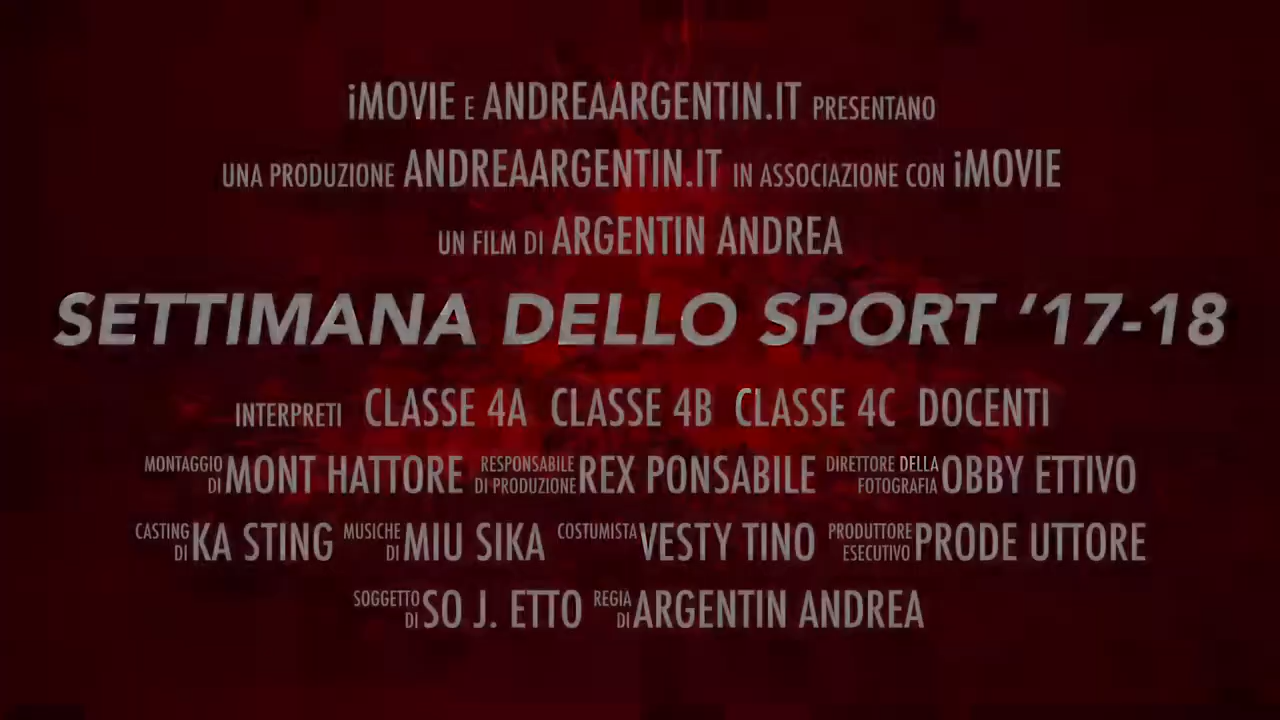 iMOVIE E ANDREAARGENTIN.IT PRESENTANO
UNA PRODUZIONE ANDREAARGENTIN.IT IN ASSOCIAZIONE CON iMOVIE
UN FILM DI ARGENTIN ANDREA
SETTIMANA DELLO SPORT ‘17-18
INTERPRETI CLASSE 4A CLASSE 4B CLASSE 4C DOCENTI
MONTAGGIO DI MONT HATTORE RESPONSABILE DI PRODUZIONE REX PONSABILE DIRETTORE DELLA FOTOGRAFIA OBBY ETTIVO
CASTING DI KA STING MUSICHE DI MIU SIKA COSTUMISTA VESTY TINO PRODUTTORE ESECUTIVO PRODE UTTORE
SOGGETTO DI SO J. ETTO REGIA DI ARGENTIN ANDREA